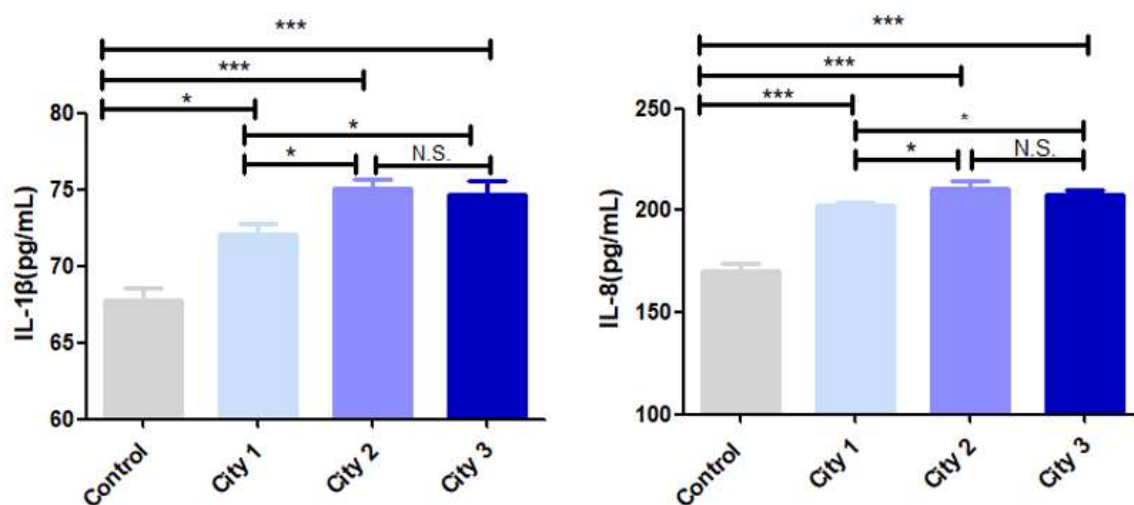 ***
***
*
*
*
N.S.
IL-1β(pg/mL)
80
75
70
65
60
Control
City 1
City 2
City 3
***
***
***
*
*
N.S.
IL-8(pg/mL)
250
200
150
100
Control
City 1
City 2
City 3